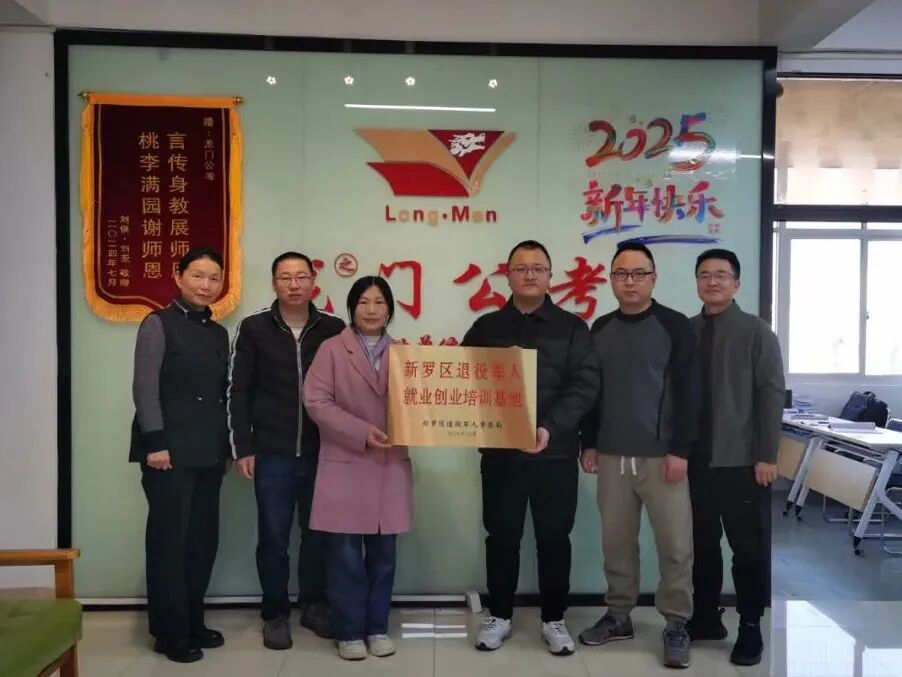 赠:龙门公考
言传身教展师
桃李满园谢师恩
二〇二四年七月
Long·Men
2025
新年快乐
之
门公考
新罗区退役军人
就业创业培训基地
新罗区退役军人事务局